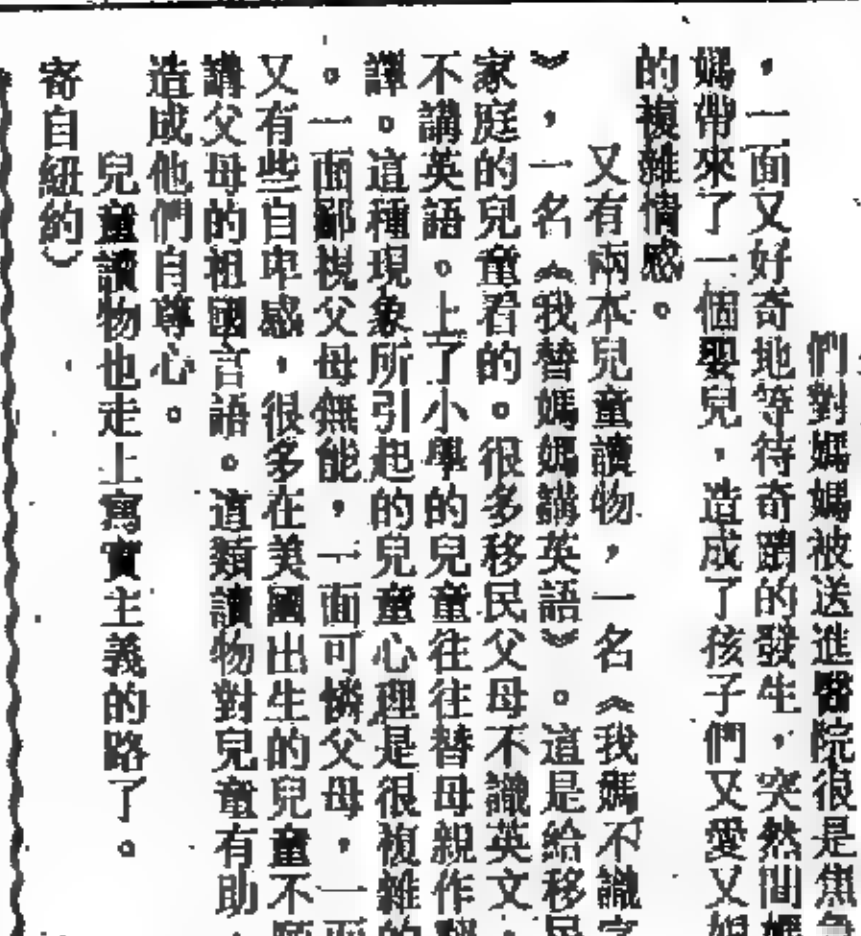 們對媽媽被送進醫院很是焦急
，一面又好奇地等待奇蹟的發生，突然間媽
媽帶來了一個嬰兒，造成了孩子們又愛又妒
的複雜情感。
又有兩本兒童讀物，一名《我媽不識字
》，一名《我替媽媽講英語》。這是給移民
家庭的兒童看的。很多移民父母不識英文，
不講英語。上了小學的兒童往往替母親作翻
譯。這種現象所引起的兒童心理是很複雜的
。一面鄙視父母無能，一面可憐父母，一面
又有些自卑感，很多在美國出生的兒童不願
講父母的祖國言語。這類讀物對兒童有助，
造成他們自尊心。
兒童讀物也走上寫實主義的路了。
寄自紐約）